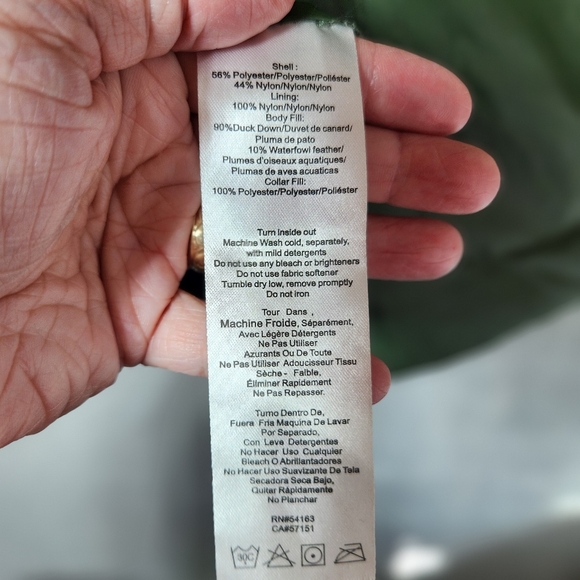 Shell :
56% Polyester/Polyester/Poliéster
44% Nylon/Nylon/Nylon
Lining:
100% Nylon/Nylon/Nylon
Body Fill:
90%Duck Down/Duvet de canard/
Pluma de pato
10% Waterfowl feather/
Plumes d'oiseaux aquatiques/
Plumas de aves acuaticas
Collar Fill:
100% Polyester/Polyester/Poliéster
Turn inside out
Machine Wash cold, separately,
with mild detergents
Do not use any bleach or brighteners
Do not use fabric softener
Tumble dry low, remove promptly
Do not iron
Tour Dans ,
Machine Froide, Séparément,
Avec Légère Détergents
Ne Pas Utiliser
Azurants Ou De Toute
Ne Pas Utiliser Adoucisseur Tissu
Sèche - Faible,
Éliminer Rapidement
Ne Pas Repasser.
Turno Dentro De,
Fuera Fria Maquina De Lavar
Por Separado,
Con Leve Detergentes
No Hacer Uso Cualquier
Bleach O Abrillantadores
No Hacer Uso Suavizante De Tela
Secadora Seca Bajo,
Quitar Rápidamente
No Planchar
RN#54163
CA#57151
30C